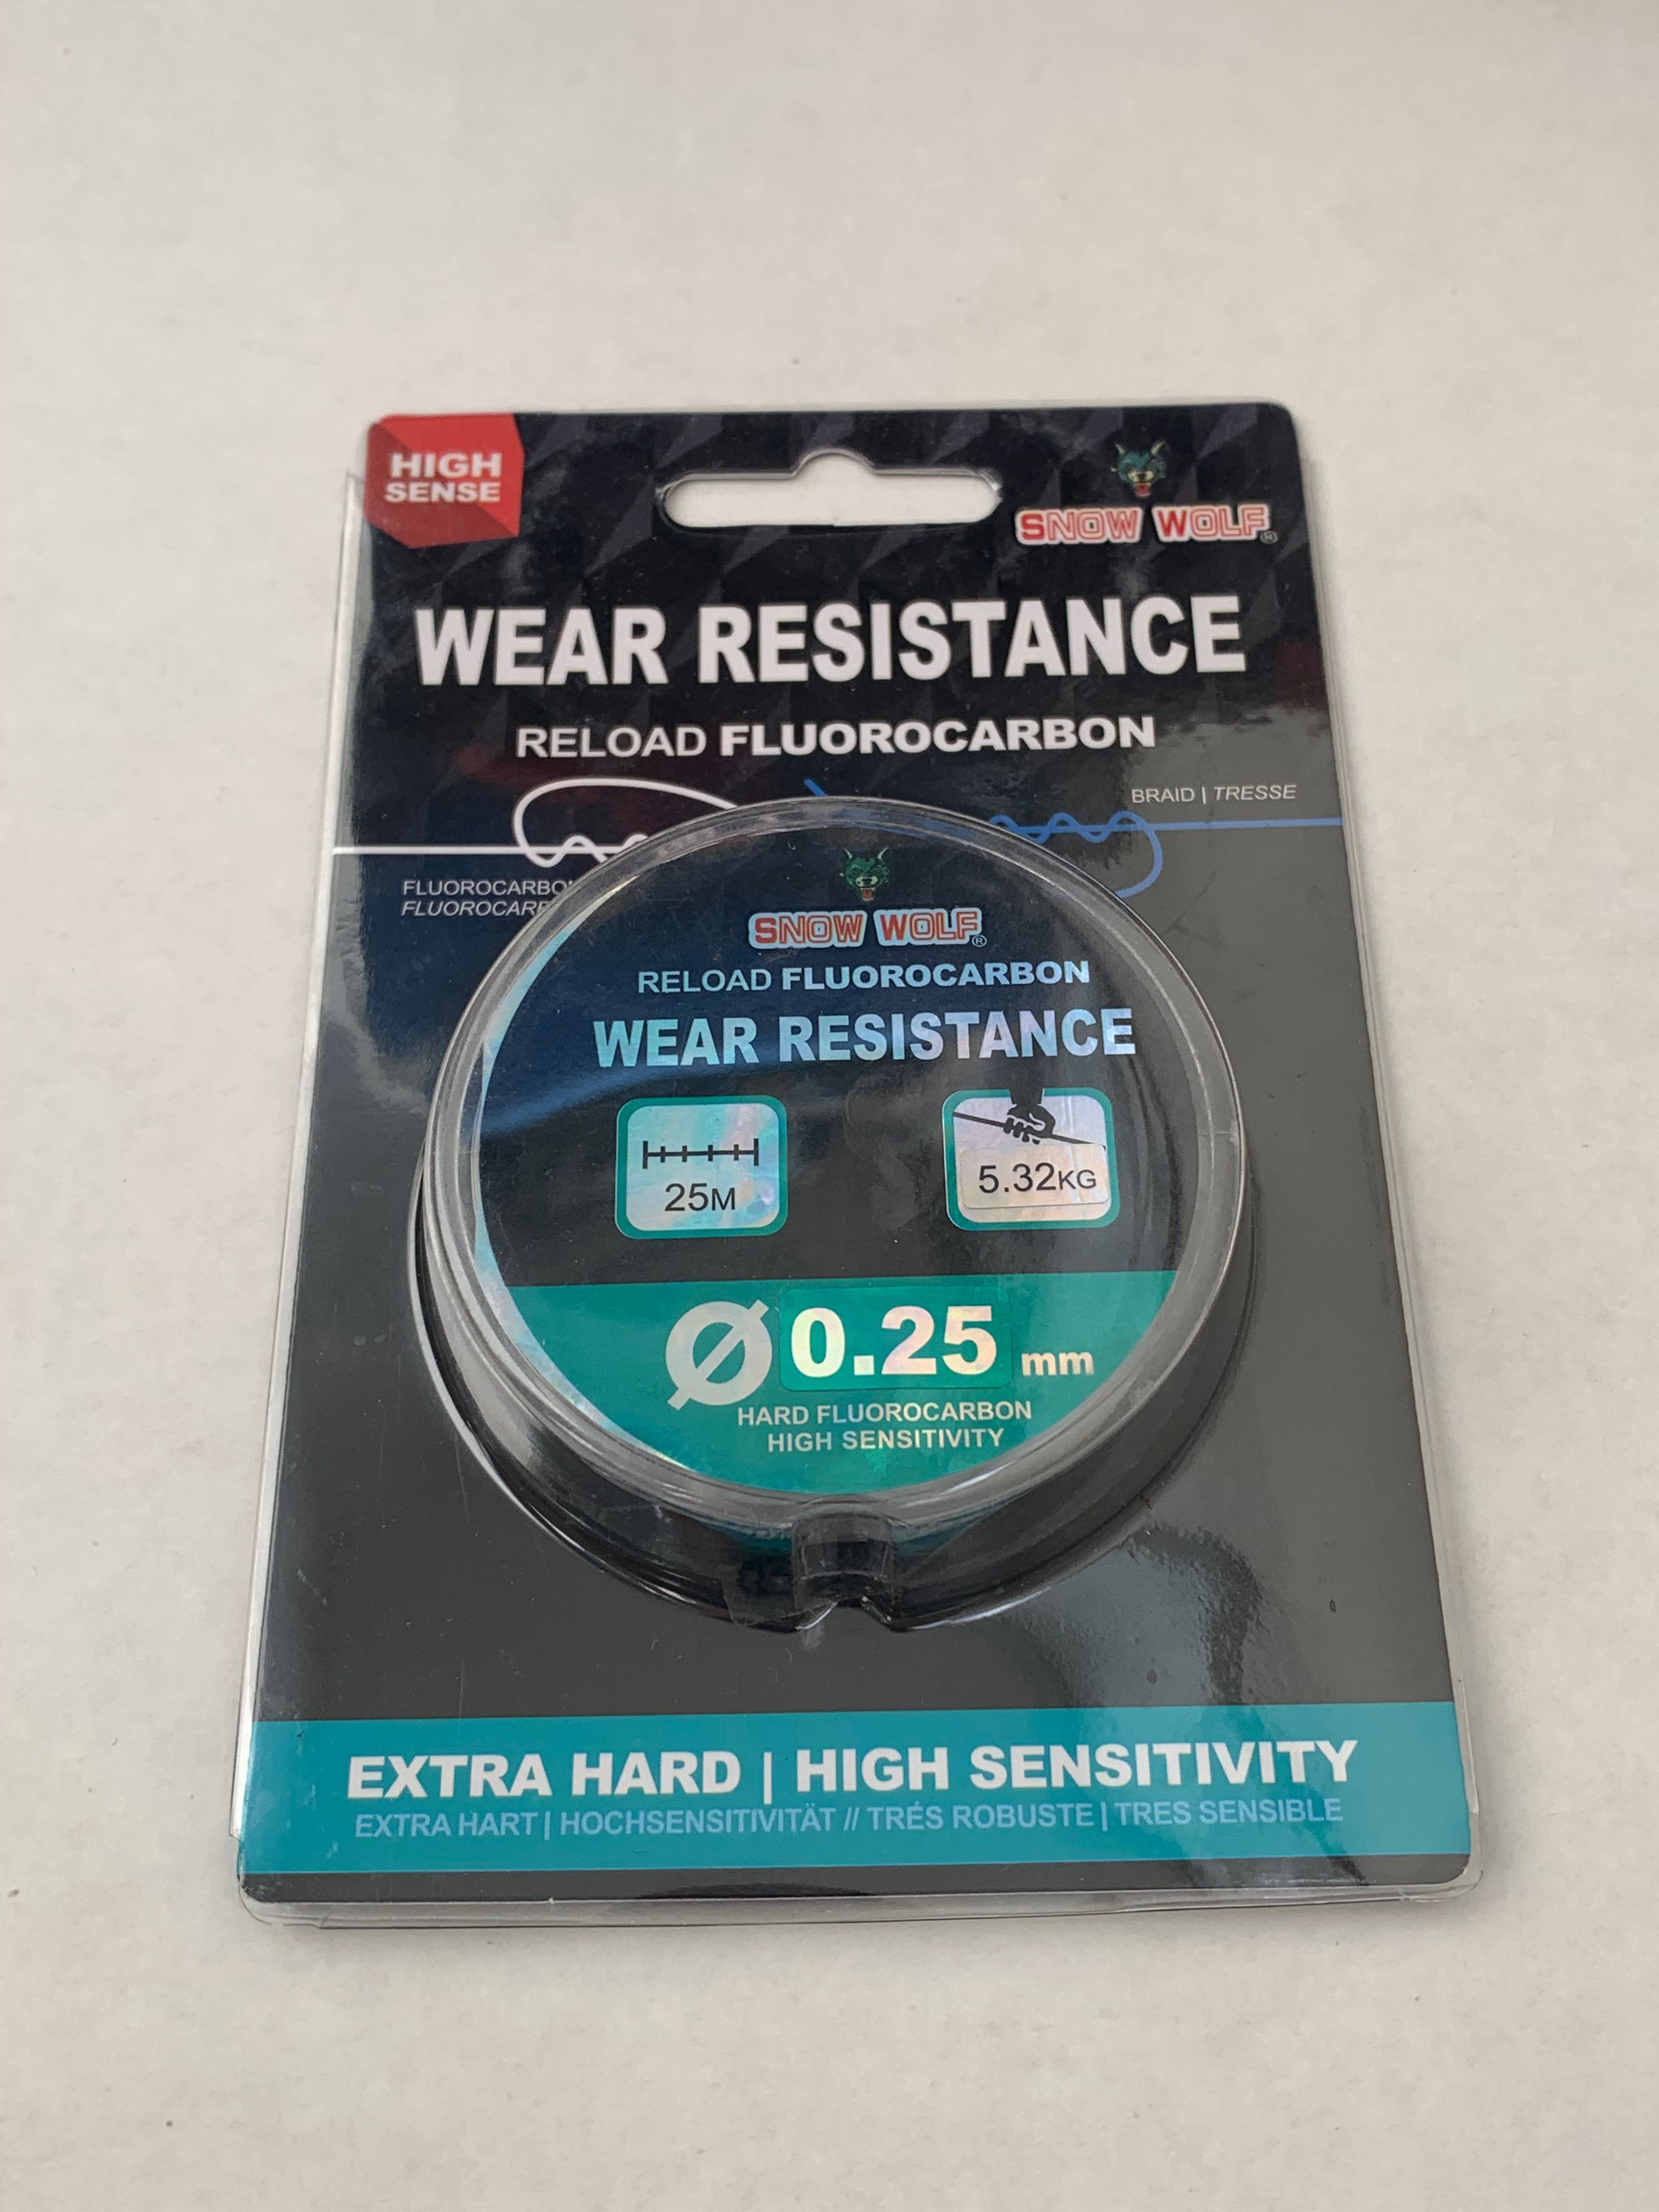 HIGH
SENSE
SNOW WOLF®
WEAR RESISTANCE
RELOAD FLUOROCARBON
BRAID | TRESSE
SNOW WOLF®
RELOAD FLUOROCARBON
WEAR RESISTANCE
25M
5.32KG
Ø 0.25 mm
HARD FLUOROCARBON
HIGH SENSITIVITY
EXTRA HARD | HIGH SENSITIVITY
EXTRA HART | HOCHSENSITIVITÄT // TRÉS ROBUSTE | TRES SENSIBLE